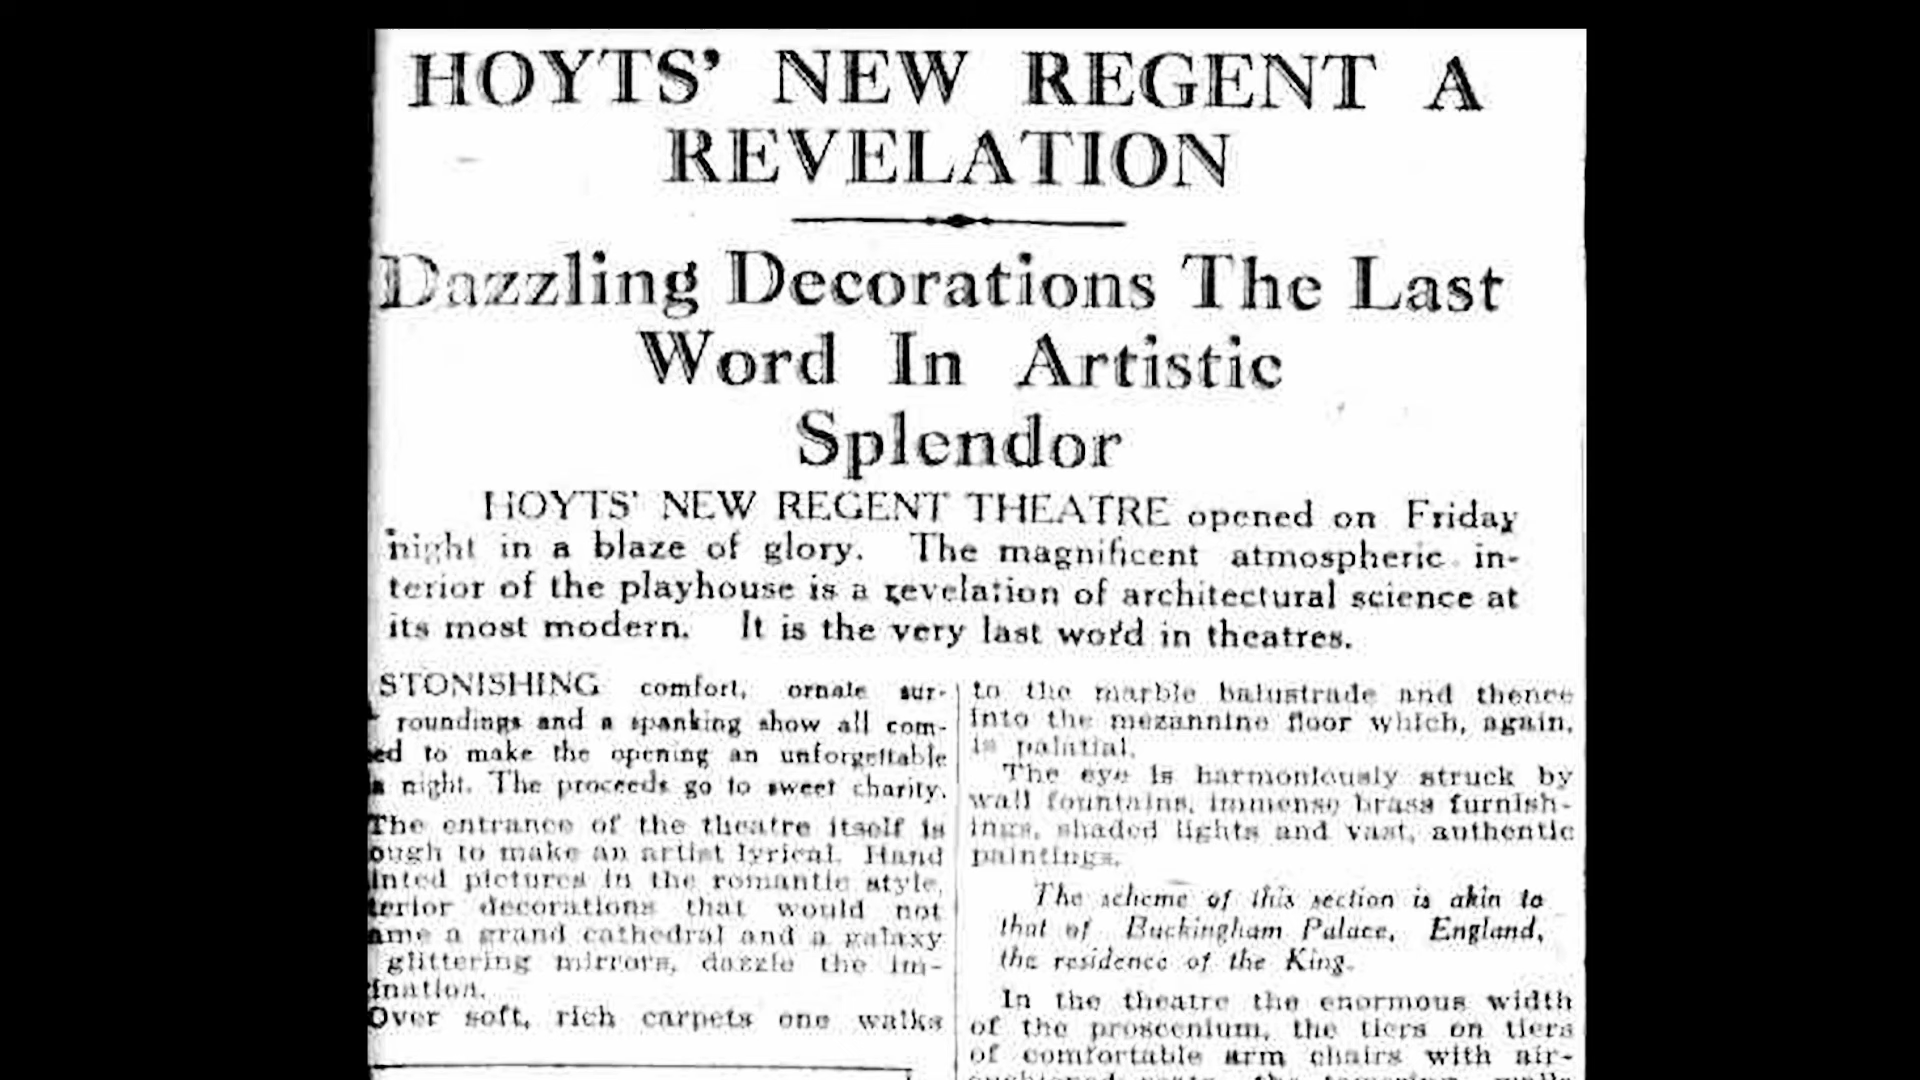 HOYTS' NEW REGENT A
REVELATION
Dazzling Decorations The Last
Word In Artistic
Splendor
HOYTS' NEW REGENT THEATRE opened on Friday
night in a blaze of glory. The magnificent atmospheric in-
terior of the playhouse is a revelation of architectural science at
its most modern. It is the very last word in theatres.
STONISHING comfort, ornate sur-
roundings and a spanking show all com-
ed to make the opening an unforgettable
a night. The proceeds go to sweet charity.
The entrance of the theatre itself is
ough to make an artist lyrical. Hand
inted pictures in the romantic style,
terior decorations that would not
ame a grand cathedral and a galaxy
glittering mirrors, dazzle the im-
ination.
Over soft, rich carpets one walks
to the marble balustrade and thence
into the mezannine floor which, again,
is palatial.
The eye is harmoniously struck by
wall fountains, immense brass furnish-
ings, shaded lights and vast, authentic
paintings.
The scheme of this section is akin to
that of Buckingham Palace, England,
the residence of the King.
In the theatre the enormous width
of the proscenium, the tiers on tiers
of comfortable arm chairs with air-